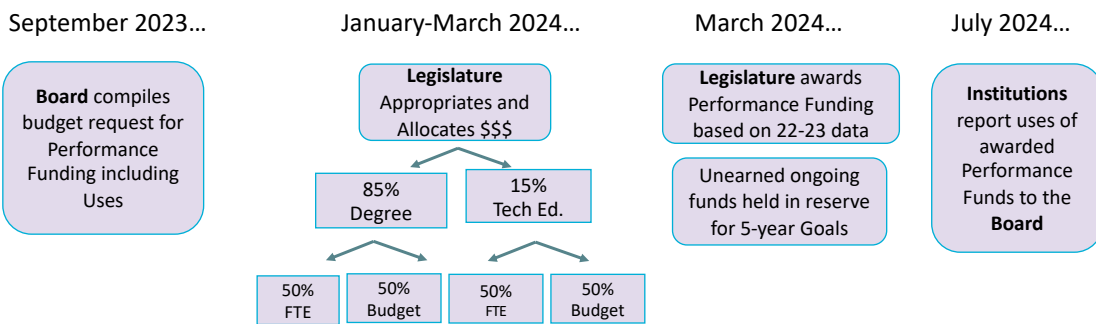 September 2023…
Board compiles
budget request for
Performance
Funding including
Uses
January-March 2024…
Legislature
Appropriates and
Allocates $$$
85%
Degree
15%
Tech Ed.
50%
FTE
50%
Budget
50%
FTE
50%
Budget
March 2024…
Legislature awards
Performance Funding
based on 22-23 data
Unearned ongoing
funds held in reserve
for 5-year Goals
July 2024…
Institutions
report uses of
awarded
Performance
Funds to the
Board